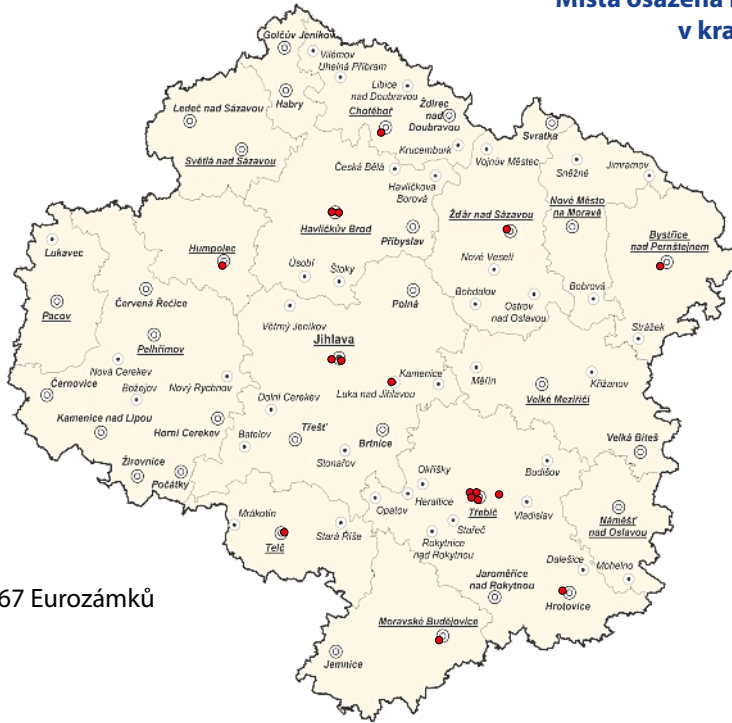 Místa osazená
v kra
Golčův Jeníkov
Vilémov
Uhelná Příbram
Habry
Libice
nad Doubravou
Ledeč nad Sázavou
Chotěboř
Ždírec
nad
Doubravou
Svratka
Krucemburk
Světlá nad Sázavou
Vojnův Městec
Sněžné
Jimramov
Česká Bělá
Havlíčkova
Borová
Nové Město
na Moravě
Žďár nad Sázavou
Havlíčkův Brod
Přibyslav
Bystřice
nad Pernštejnem
Lukavec
Humpolec
Úsobí
Štoky
Nové Veselí
Bohdalov
Ostrov
nad Oslavou
Bobrová
Pacov
Červená Řečice
Polná
Větrný Jeníkov
Strážek
Pelhřimov
Jihlava
Nová Cerekev
Nový Rychnov
Kamenice
Měřín
Křižanov
Černovice
Božejov
Luka nad Jihlavou
Velké Meziříčí
Dolní Cerekev
Kamenice nad Lipou
Horní Cerekev
Batelov
Třešť
Brtnice
Velká Bíteš
Stonařov
Žirovnice
Počátky
Okříšky
Budišov
Heraltice
Opatov
Třebíč
Vladislav
Mrákotín
Stará Říše
Stařeč
Náměšť
nad Oslavou
Telč
Rokytnice
nad Rokytnou
Dalešice
Mohelno
Jaroměřice
nad Rokytnou
Hrotovice
67 Eurozámků
Moravské Budějovice
Jemnice